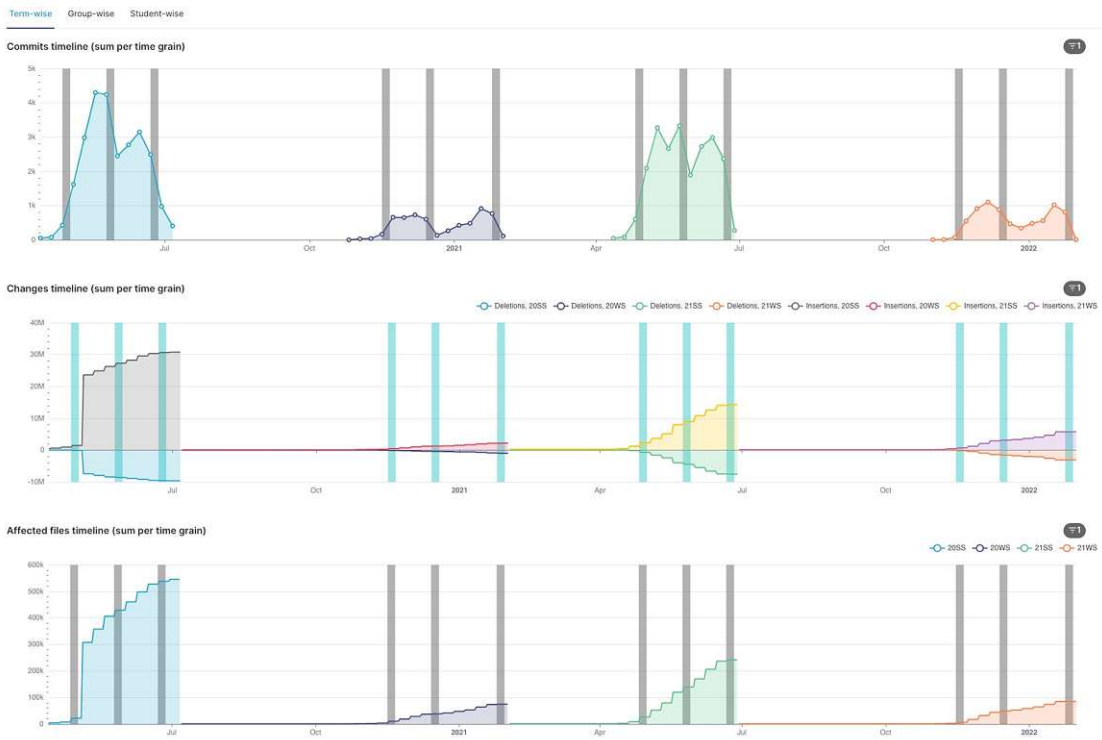 Term-wise Group-wise Student-wise
Commits timeline (sum per time grain)
1
5k
4k
3k
2k
1k
0
Jul Oct 2021 Apr Jul Oct 2022
Changes timeline (sum per time grain)
1
Deletions, 20SS Deletions, 20WS Deletions, 21SS Deletions, 21WS Insertions, 20SS Insertions, 20WS Insertions, 21SS Insertions, 21WS
40M
30M
20M
10M
0
-10M
Jul Oct 2021 Apr Jul Oct 2022
Affected files timeline (sum per time grain)
1
20SS 20WS 21SS 21WS
600k
500k
400k
300k
200k
100k
0
Jul Oct 2021 Apr Jul Oct 2022